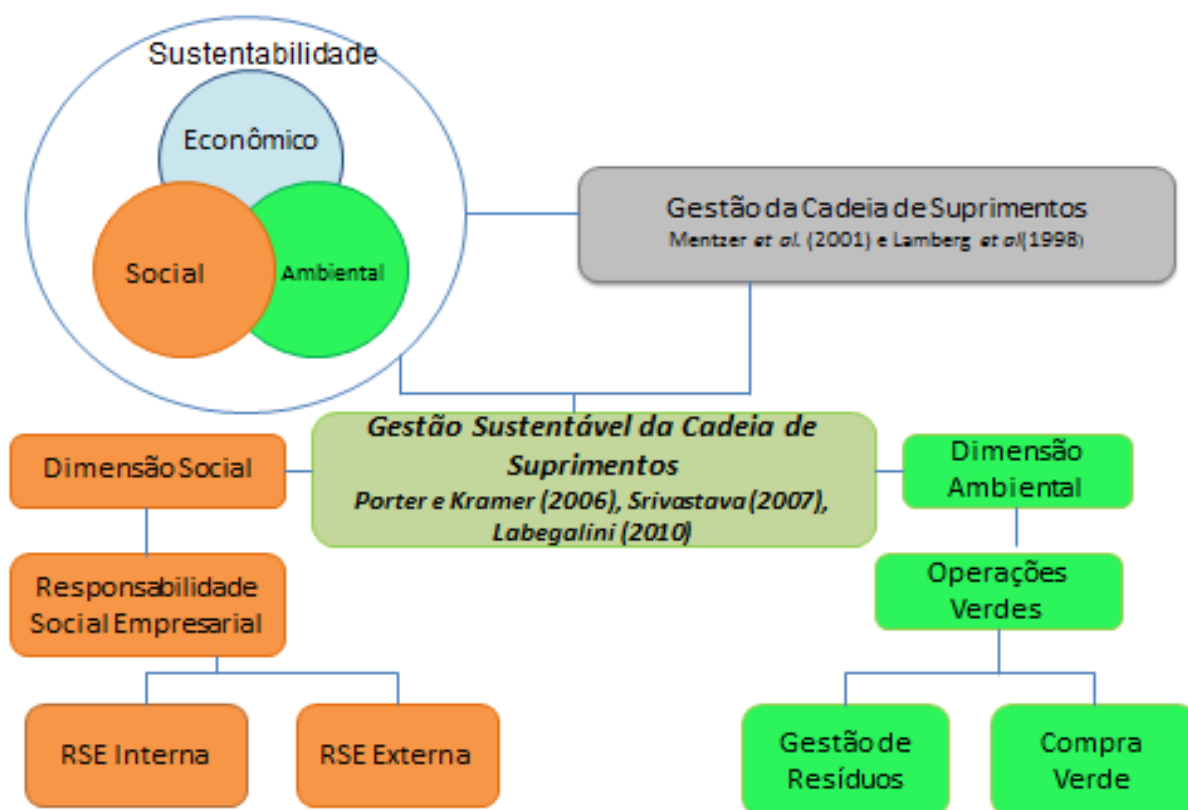 Sustentabilidade
Econômico
Social
Ambiental
Gestão da Cadeia de Suprimentos
Mentzer et al. (2001) e Lamberg et al(1998)
Gestão Sustentável da Cadeia de
Suprimentos
Porter e Kramer (2006), Srivastava (2007),
Labegalini (2010)
Dimensão Social
Responsabilidade
Social Empresarial
RSE Interna
RSE Externa
Dimensão
Ambiental
Operações
Verdes
Gestão de
Resíduos
Compra
Verde